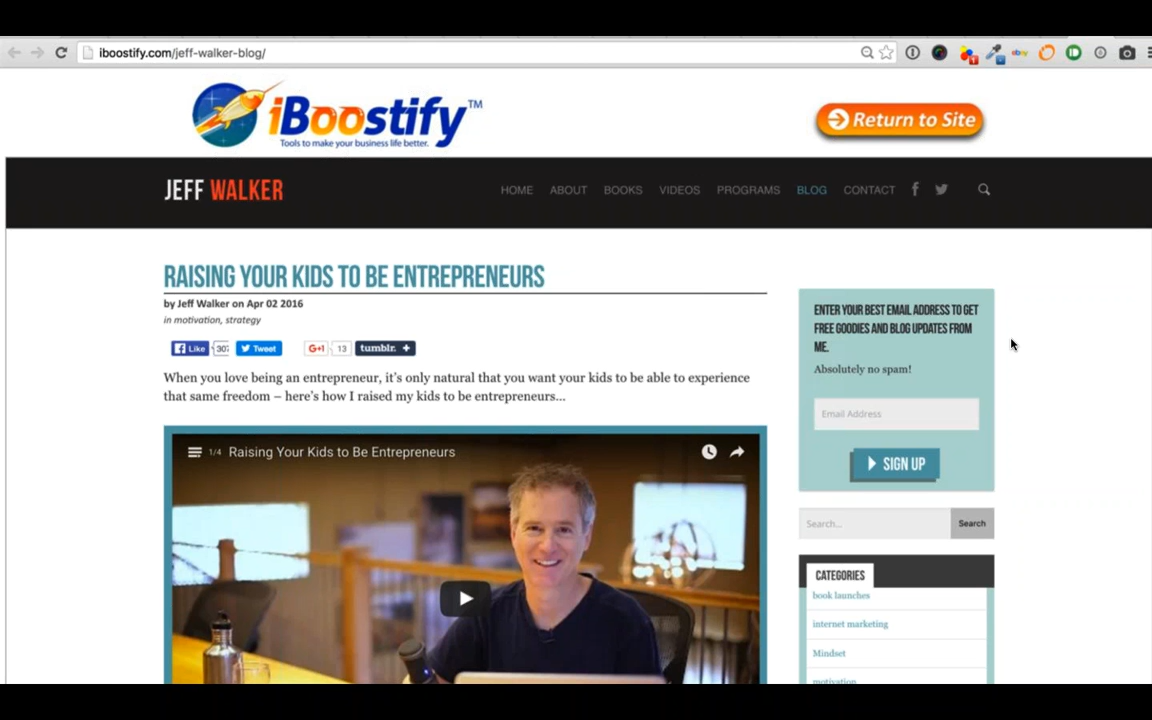 iboostify.com/jeff-walker-blog/
iBoostify™
Tools to make your business life better.
Return to Site
JEFF WALKER
HOME ABOUT BOOKS VIDEOS PROGRAMS BLOG CONTACT
RAISING YOUR KIDS TO BE ENTREPRENEURS
by Jeff Walker on Apr 02 2016
in motivation, strategy
Like Tweet G+1 13 tumblr. +
When you love being an entrepreneur, it's only natural that you want your kids to be able to experience
that same freedom – here's how I raised my kids to be entrepreneurs...
1/4 Raising Your Kids to Be Entrepreneurs
ENTER YOUR BEST EMAIL ADDRESS TO GET
FREE GOODIES AND BLOG UPDATES FROM
ME.
Absolutely no spam!
Email Address
SIGN UP
Search... Search
CATEGORIES
book launches
internet marketing
Mindset
motivation